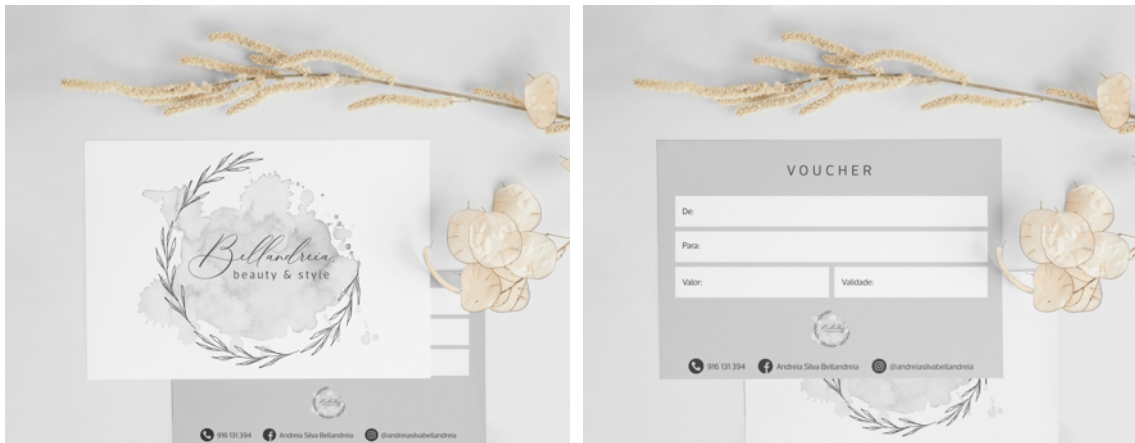 Bellandreia
beauty & style
916 131 394 Andreia Silva Bellandreia @andreiasilvabellandreia
VOUCHER
De:
Para:
Valor: Validade:
916 131 394 Andreia Silva Bellandreia @andreiasilvabellandreia